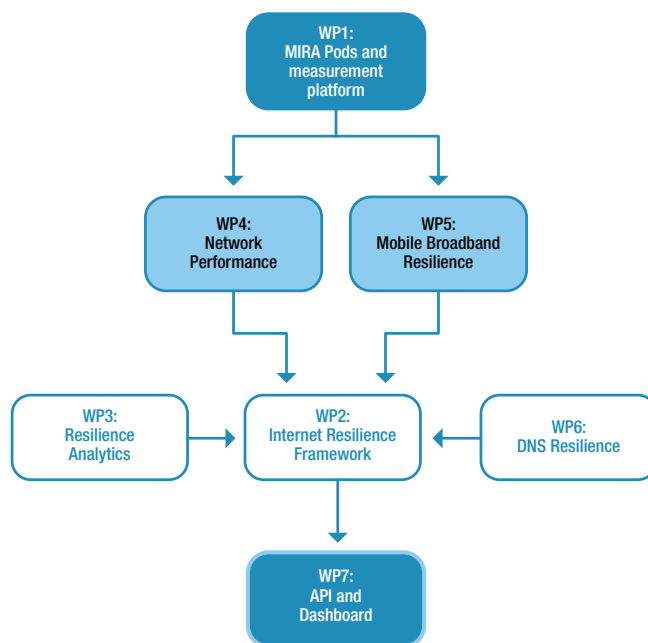 WP1:
MIRA Pods and
measurement
platform
WP4:
Network
Performance
WP5:
Mobile Broadband
Resilience
WP3:
Resilience
Analytics
WP2:
Internet Resilience
Framework
WP6:
DNS Resilience
WP7:
API and
Dashboard